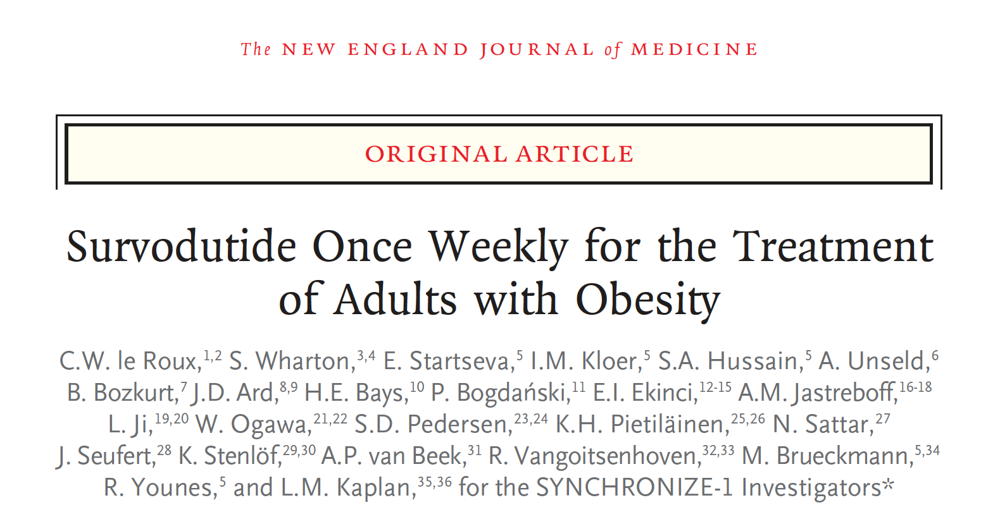 The NEW ENGLAND JOURNAL of MEDICINE
ORIGINAL ARTICLE
Survodutide Once Weekly for the Treatment
of Adults with Obesity
C.W. le Roux,1,2 S. Wharton,3,4 E. Startseva,5 I.M. Kloer,5 S.A. Hussain,5 A. Unseld,6
B. Bozkurt,7 J.D. Ard,8,9 H.E. Bays,10 P. Bogdański,11 E.I. Ekinci,12-15 A.M. Jastreboff,16-18
L. Ji,19,20 W. Ogawa,21,22 S.D. Pedersen,23,24 K.H. Pietiläinen,25,26 N. Sattar,27
J. Seufert,28 K. Stenlöf,29,30 A.P. van Beek,31 R. Vangoitsenhoven,32,33 M. Brueckmann,5,34
R. Younes,5 and L.M. Kaplan,35,36 for the SYNCHRONIZE-1 Investigators*